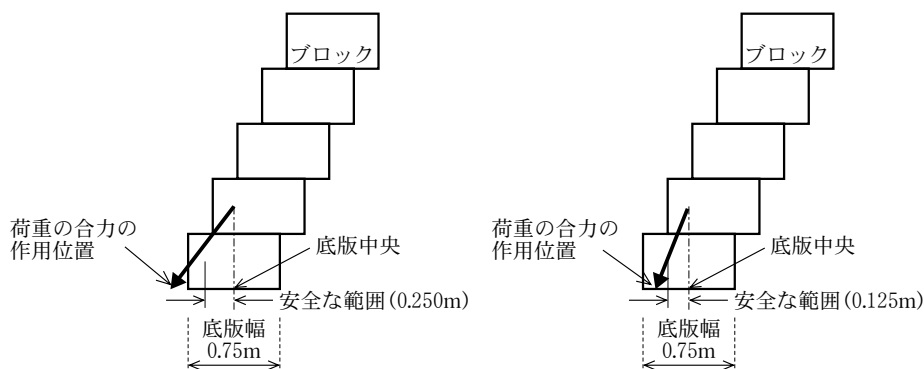 ブロック
荷重の合力の
作用位置
底版中央
安全な範囲(0.250m)
底版幅
0.75m
ブロック
荷重の合力の
作用位置
底版中央
安全な範囲(0.125m)
底版幅
0.75m